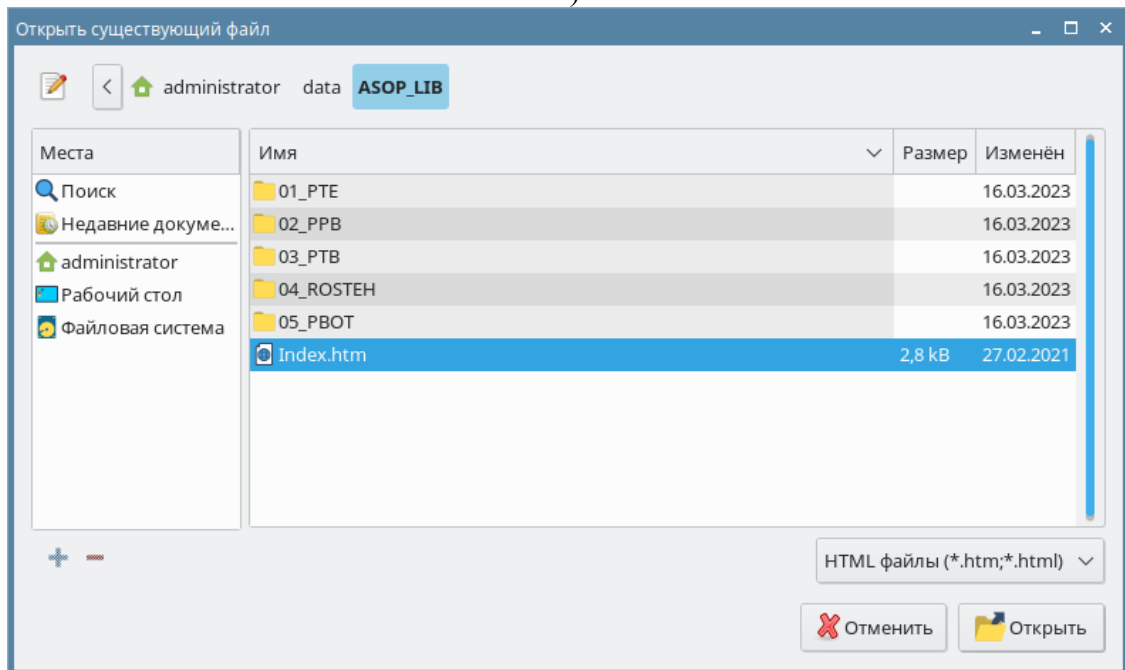 )
Открыть существующий файл
administrator data ASOP_LIB
Места
Имя Размер Изменён
Поиск
Недавние докуме...
administrator
Рабочий стол
Файловая система
01_PTE 16.03.2023
02_PPB 16.03.2023
03_PTB 16.03.2023
04_ROSTEH 16.03.2023
05_PBOT 16.03.2023
Index.htm 2,8 kB 27.02.2021
HTML файлы (*.htm;*.html)
Отменить Открыть